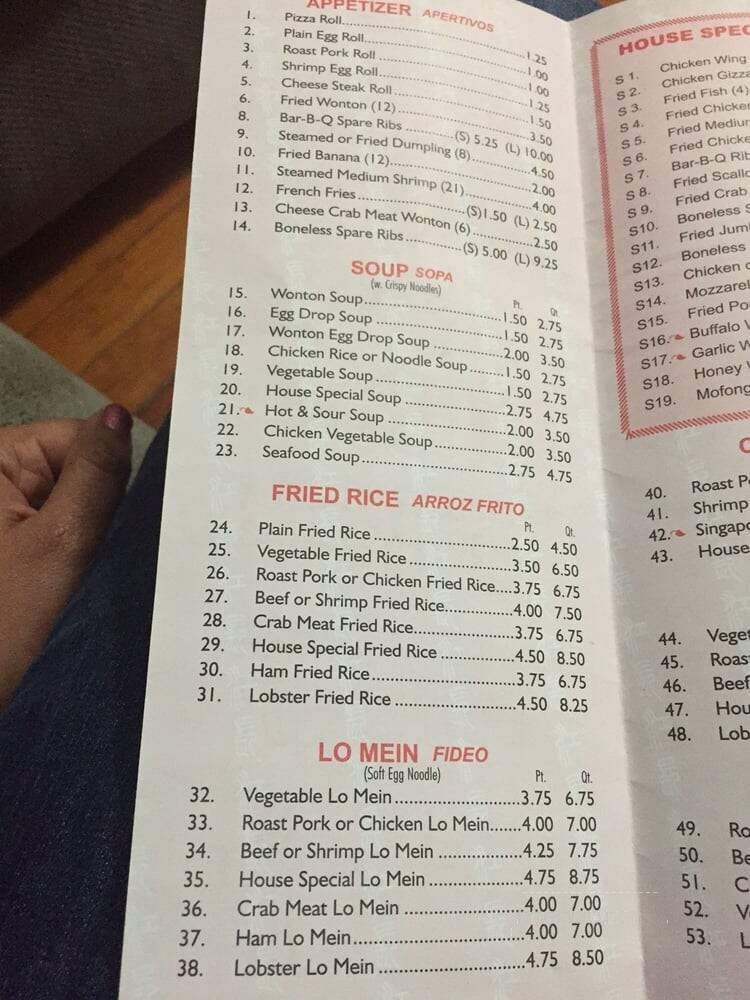 APPETIZER APERTIVOS
1. Pizza Roll 1.25
2. Plain Egg Roll 1.00
3. Roast Pork Roll 1.00
4. Shrimp Egg Roll 1.25
5. Cheese Steak Roll 1.50
6. Fried Wonton (12) 3.50
8. Bar-B-Q Spare Ribs (S) 5.25 (L) 10.00
9. Steamed or Fried Dumpling (8) 4.50
10. Fried Banana (12) 2.00
11. Steamed Medium Shrimp (21) 4.00
12. French Fries (S)1.50 (L) 2.50
13. Cheese Crab Meat Wonton (6) 2.50
14. Boneless Spare Ribs (S) 5.00 (L) 9.25
SOUP SOPA
(w. Crispy Noodles)
Pt. Qt.
15. Wonton Soup 1.50 2.75
16. Egg Drop Soup 1.50 2.75
17. Wonton Egg Drop Soup 2.00 3.50
18. Chicken Rice or Noodle Soup 1.50 2.75
19. Vegetable Soup 1.50 2.75
20. House Special Soup 2.75 4.75
21. Hot & Sour Soup 2.00 3.50
22. Chicken Vegetable Soup 2.00 3.50
23. Seafood Soup 2.75 4.75
FRIED RICE ARROZ FRITO
Pt. Qt.
24. Plain Fried Rice 2.50 4.50
25. Vegetable Fried Rice 3.50 6.50
26. Roast Pork or Chicken Fried Rice 3.75 6.75
27. Beef or Shrimp Fried Rice 4.00 7.50
28. Crab Meat Fried Rice 3.75 6.75
29. House Special Fried Rice 4.50 8.50
30. Ham Fried Rice 3.75 6.75
31. Lobster Fried Rice 4.50 8.25
LO MEIN FIDEO
(Soft Egg Noodle)
Pt. Qt.
32. Vegetable Lo Mein 3.75 6.75
33. Roast Pork or Chicken Lo Mein 4.00 7.00
34. Beef or Shrimp Lo Mein 4.25 7.75
35. House Special Lo Mein 4.75 8.75
36. Crab Meat Lo Mein 4.00 7.00
37. Ham Lo Mein 4.00 7.00
38. Lobster Lo Mein 4.75 8.50
HOUSE SPEC
S 1. Chicken Wing
S 2. Chicken Gizza
S 3. Fried Fish (4)
S 4. Fried Chicken
S 5. Fried Medium
S 6. Fried Chicke
S 7. Bar-B-Q Rib
S 8. Fried Scallo
S 9. Fried Crab
S10. Boneless S
S11. Fried Jum
S12. Boneless
S13. Chicken o
S14. Mozzarel
S15. Fried Po
S16. Buffalo
S17. Garlic W
S18. Honey
S19. Mofong
40. Roast P
41. Shrimp
42. Singapo
43. House
44. Veget
45. Roas
46. Beef
47. Hou
48. Lob
49. Ro
50. Be
51. C
52. V
53. L